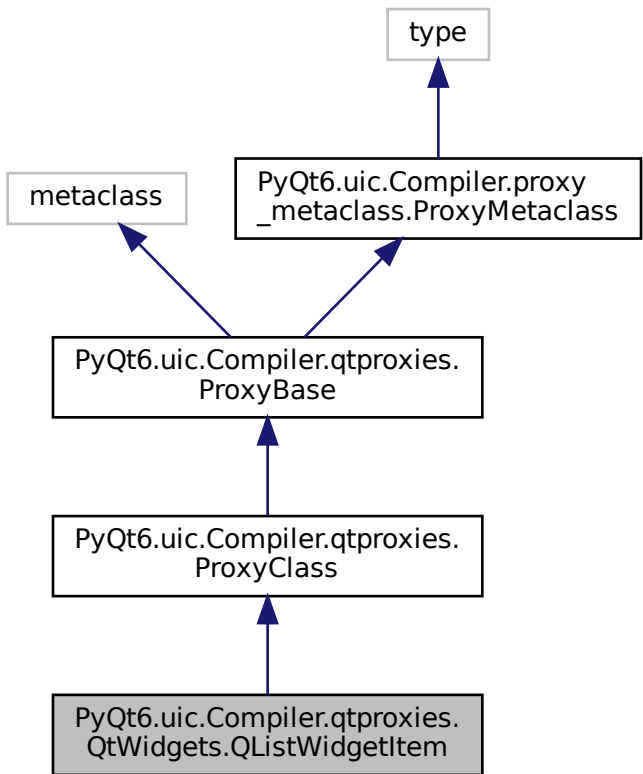 type
metaclass
PyQt6.uic.Compiler.proxy
_metaclass.ProxyMetaclass
PyQt6.uic.Compiler.qtproxies.
ProxyBase
PyQt6.uic.Compiler.qtproxies.
ProxyClass
PyQt6.uic.Compiler.qtproxies.
QtWidgets.QListWidgetItem